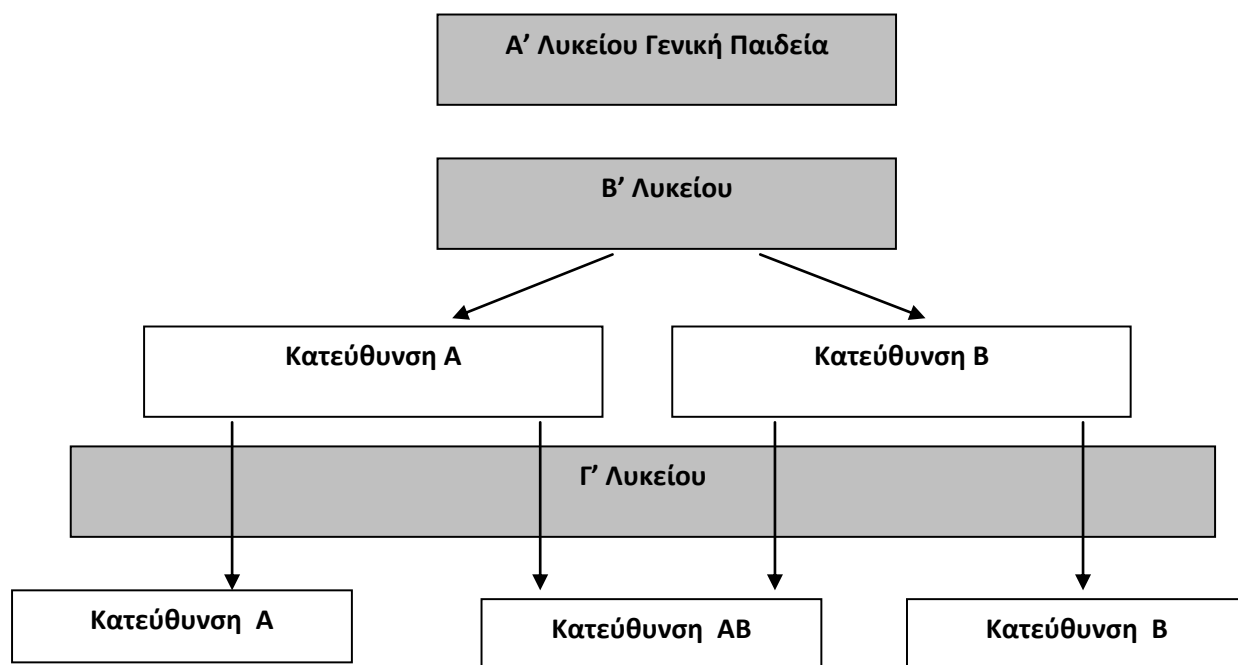 Α’ Λυκείου Γενική Παιδεία
Β’ Λυκείου
Κατεύθυνση Α
Κατεύθυνση Β
Γ’ Λυκείου
Κατεύθυνση Α
Κατεύθυνση ΑΒ
Κατεύθυνση Β